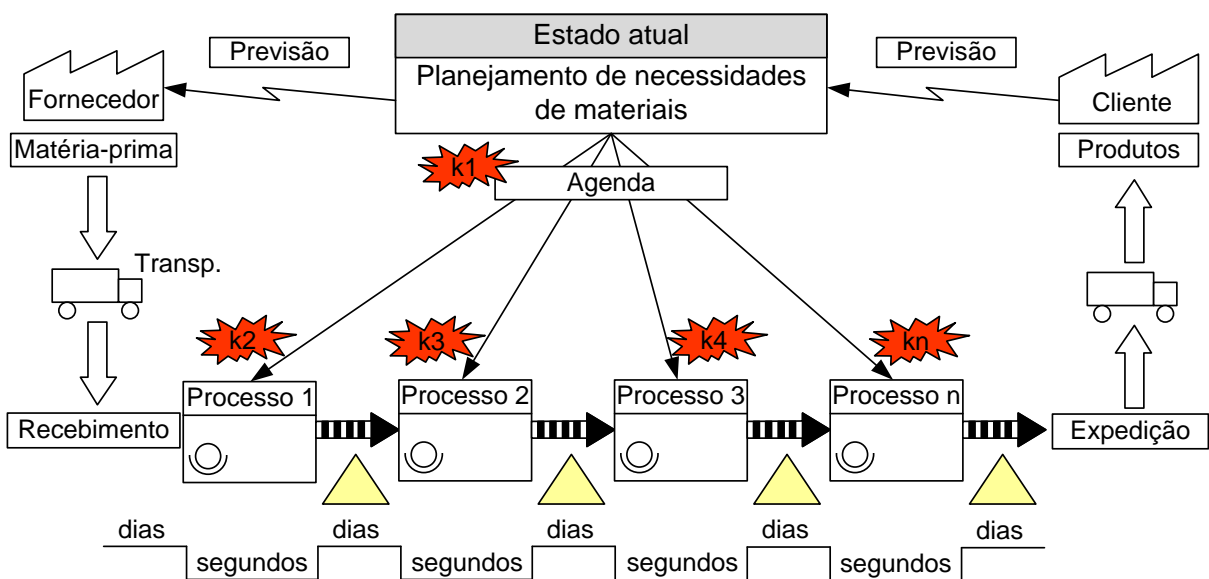 Estado atual
Planejamento de necessidades
de materiais
Previsão
Previsão
Fornecedor
Cliente
Matéria-prima
Produtos
k1
Agenda
Transp.
k2
k3
k4
kn
Processo 1
Processo 2
Processo 3
Processo n
Recebimento
Expedição
dias
dias
dias
dias
dias
segundos
segundos
segundos
segundos